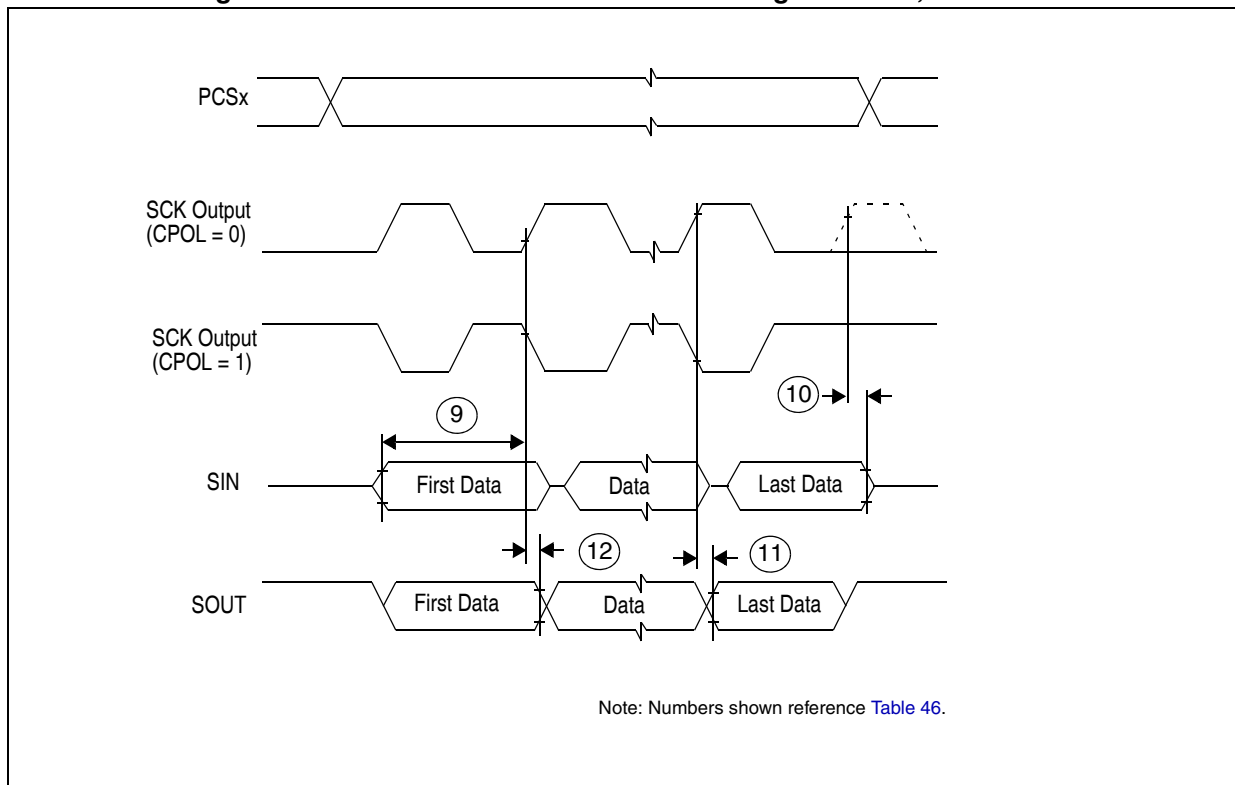 PCSx
SCK Output
(CPOL = 0)
SCK Output
(CPOL = 1)
10
9
SIN
First Data
Data
Last Data
12
11
SOUT
First Data
Data
Last Data
Note: Numbers shown reference Table 46.